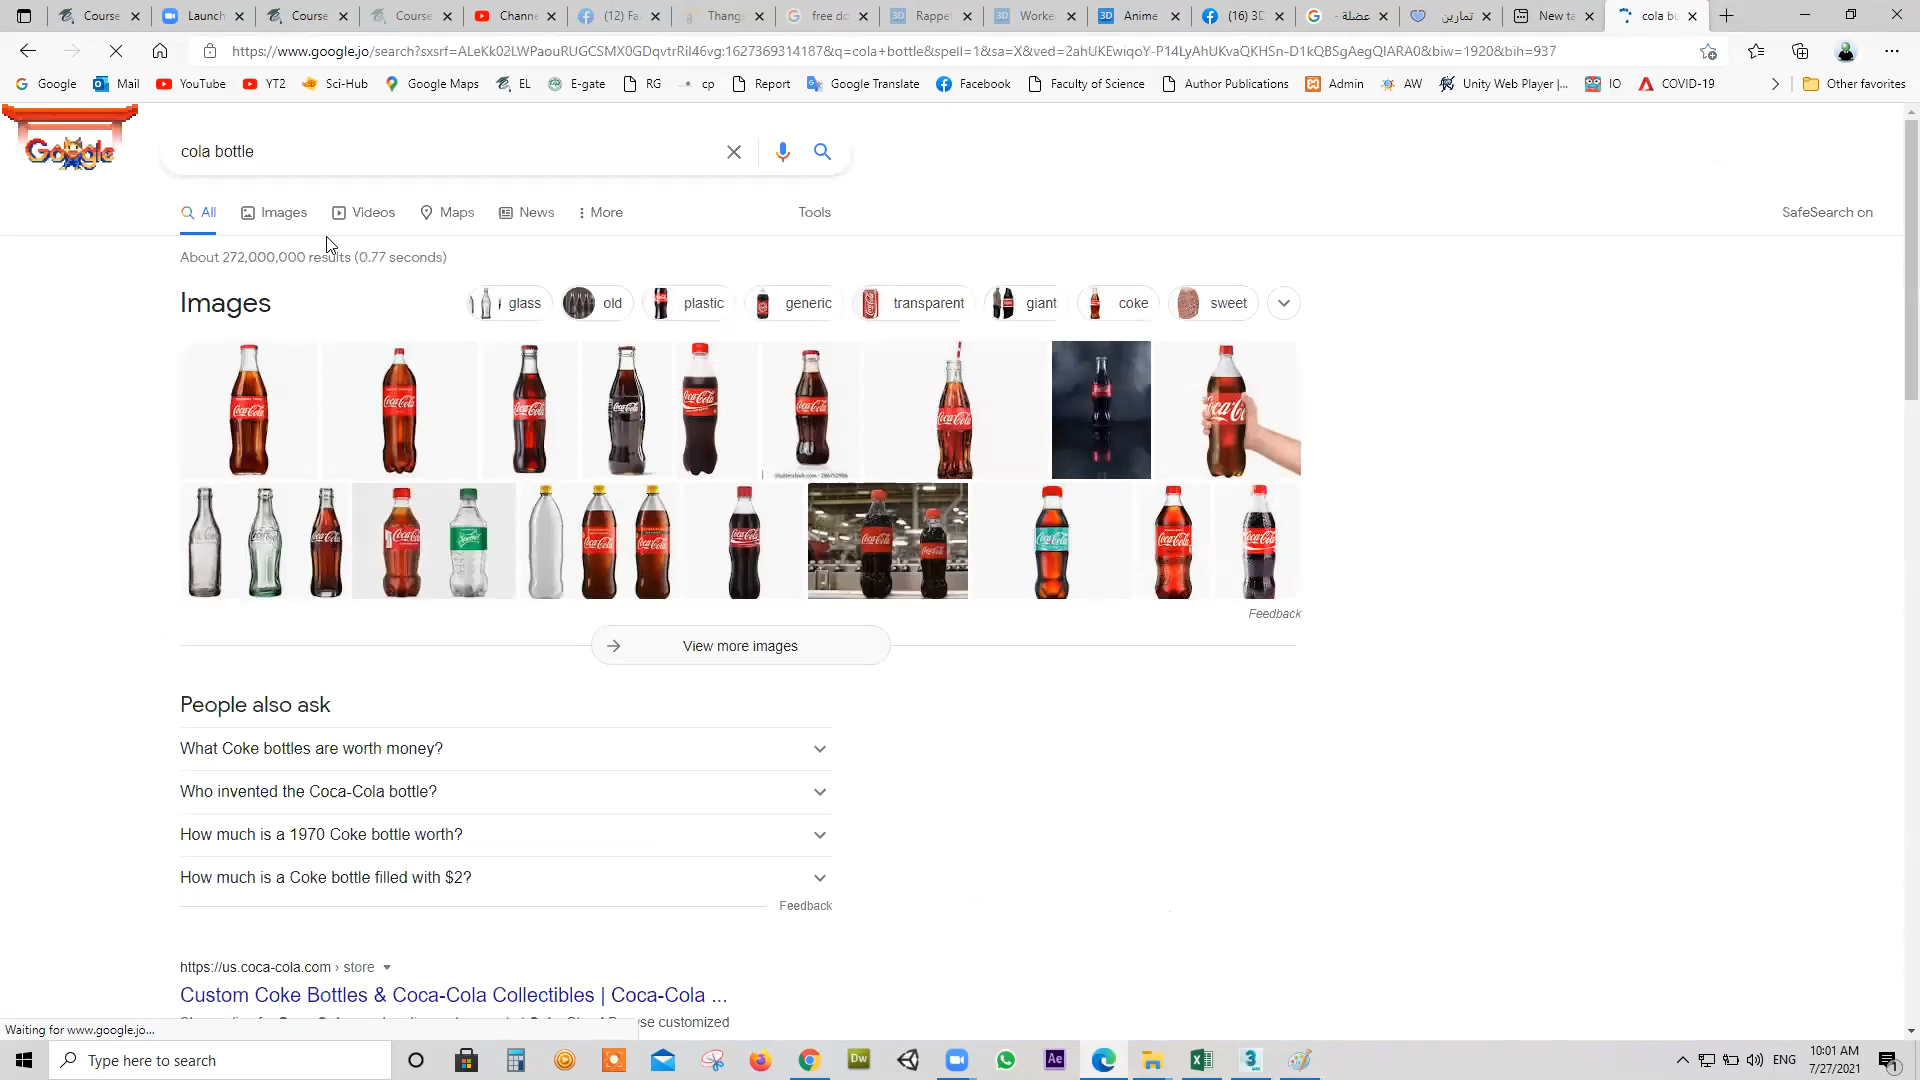 Course
Launch
Course
Course
Channe
(12) Fa
Thang
free do
Rappe
Worke
Anime
(16) 3D
عضلة -
تمارين
New ta
cola bo
https://www.google.jo/search?sxsrf=ALeKk02LWPaouRUGCSMX0GDqvtrRil46vg:1627369314187&q=cola+bottle&spell=1&sa=X&ved=2ahUKEwiqoY-P14LyAhUKvaQKHSn-D1kQBSgAegQIARA0&biw=1920&bih=937
Google
Mail
YouTube
YT2
Sci-Hub
Google Maps
EL
E-gate
RG
cp
Report
Google Translate
Facebook
Faculty of Science
Author Publications
Admin
AW
Unity Web Player |...
IO
COVID-19
Other favorites
Google
cola bottle
All
Images
Videos
Maps
News
More
Tools
SafeSearch on
About 272,000,000 results (0.77 seconds)
Images
glass
old
plastic
generic
transparent
giant
coke
sweet
Feedback
View more images
People also ask
What Coke bottles are worth money?
Who invented the Coca-Cola bottle?
How much is a 1970 Coke bottle worth?
How much is a Coke bottle filled with $2?
Feedback
https://us.coca-cola.com › store
Custom Coke Bottles & Coca-Cola Collectibles | Coca-Cola ...
se customized
Waiting for www.google.jo...
Type here to search
Dw
Ae
ENG
10:01 AM
7/27/2021